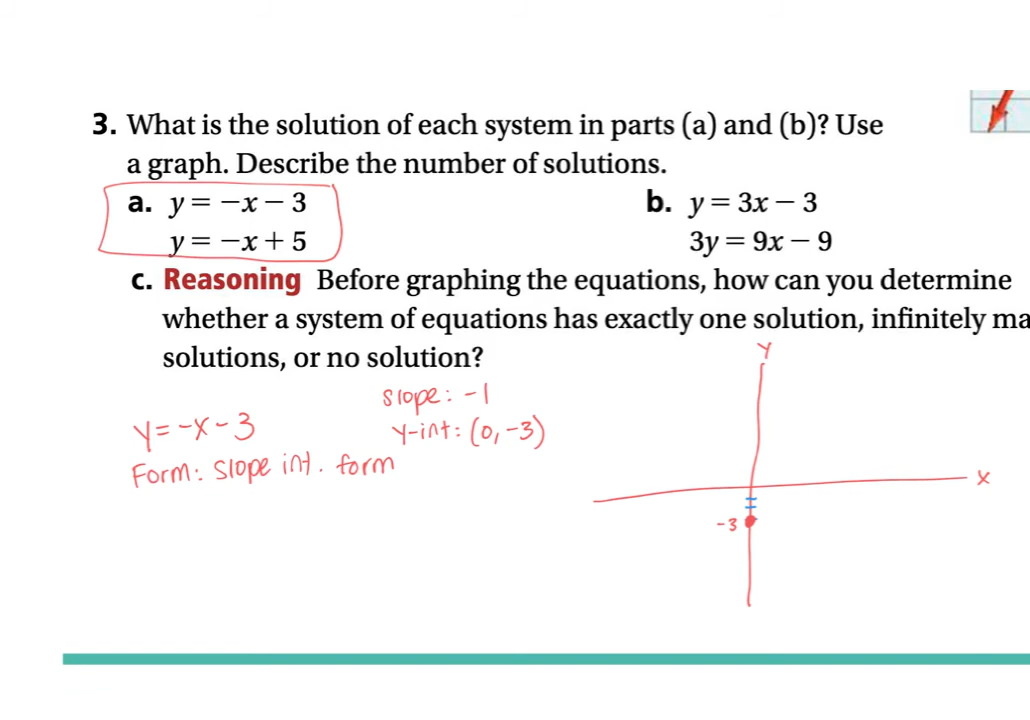 3. What is the solution of each system in parts (a) and (b)? Use
a graph. Describe the number of solutions.
a. y = −x − 3
b. y = 3x − 3
y = −x + 5
3y = 9x − 9
c. Reasoning Before graphing the equations, how can you determine
whether a system of equations has exactly one solution, infinitely ma
solutions, or no solution?
y = -x - 3
Form: Slope int. form
slope: -1
y-int: (0, -3)
Y
X
-3